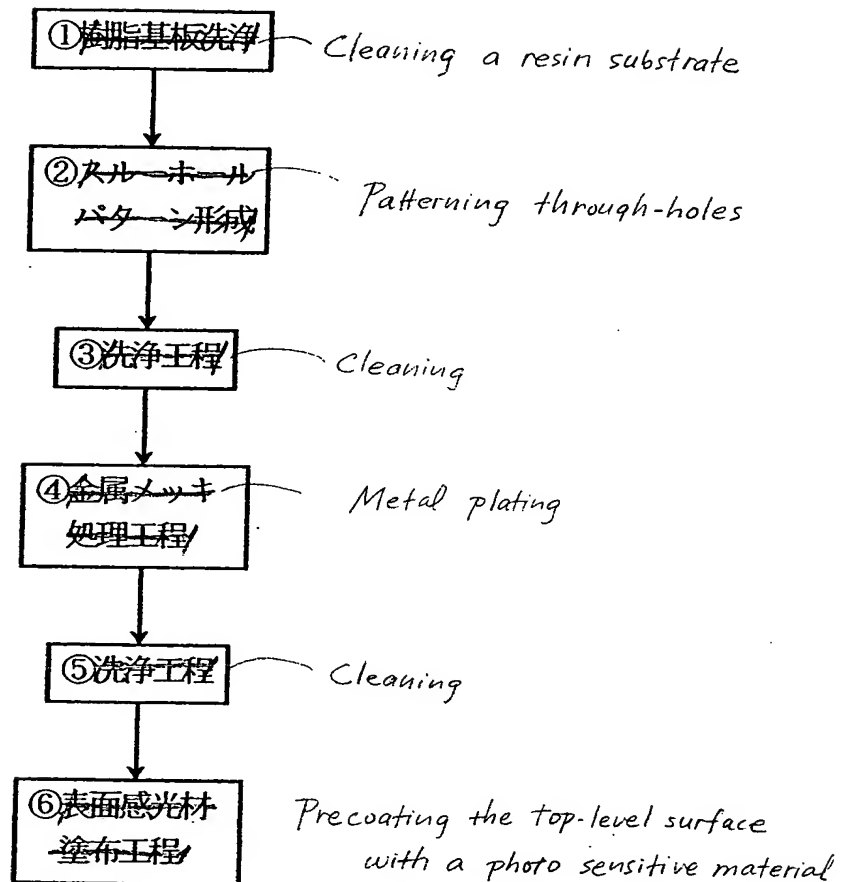 ①樹脂基板洗浄
Cleaning a resin substrate
②スルーホール
パターン形成
Patterning through-holes
③洗浄工程
Cleaning
④金属メッキ
処理工程
Metal plating
⑤洗浄工程
Cleaning
⑥表面感光材
塗布工程
Precoating the top-level surface
with a photo sensitive material